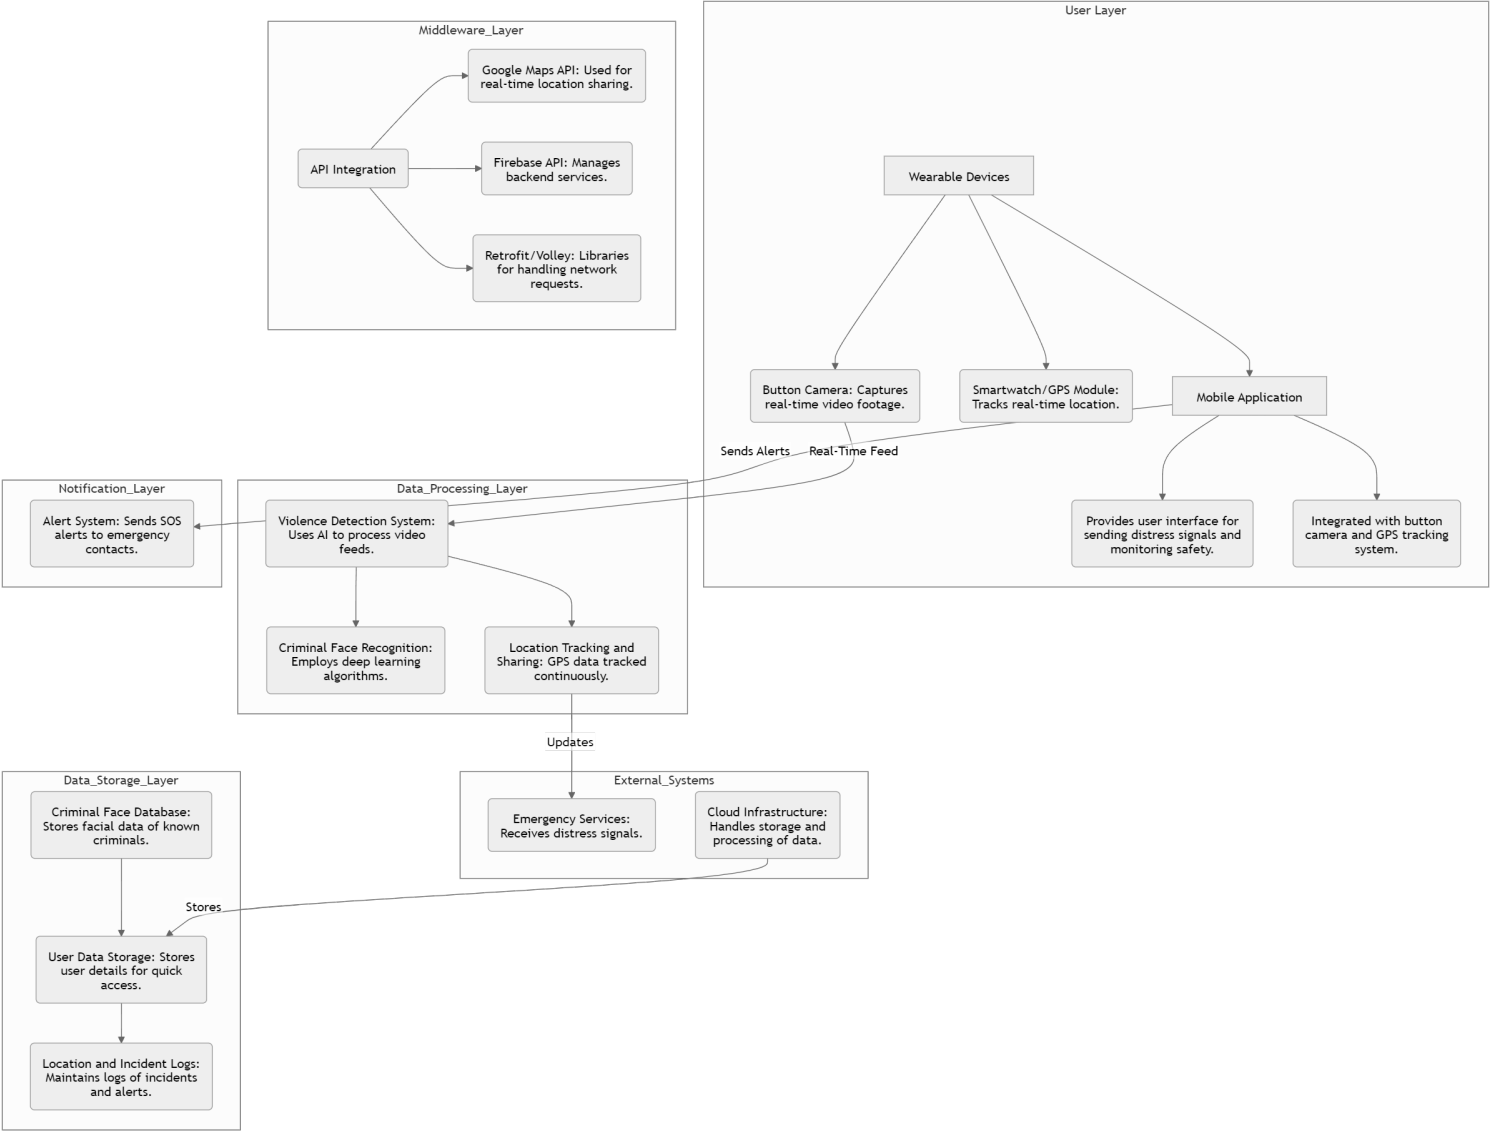 User Layer
Middleware_Layer
Google Maps API: Used for
real-time location sharing.
API Integration
Firebase API: Manages
backend services.
Retrofit/Volley: Libraries
for handling network
requests.
Wearable Devices
Button Camera: Captures
real-time video footage.
Smartwatch/GPS Module:
Tracks real-time location.
Mobile Application
Sends Alerts
Real-Time Feed
Notification_Layer
Alert System: Sends SOS
alerts to emergency
contacts.
Data_Processing_Layer
Violence Detection System:
Uses AI to process video
feeds.
Provides user interface for
sending distress signals and
monitoring safety.
Integrated with button
camera and GPS tracking
system.
Criminal Face Recognition:
Employs deep learning
algorithms.
Location Tracking and
Sharing: GPS data tracked
continuously.
Updates
Data_Storage_Layer
Criminal Face Database:
Stores facial data of known
criminals.
External_Systems
Emergency Services:
Receives distress signals.
Cloud Infrastructure:
Handles storage and
processing of data.
Stores
User Data Storage: Stores
user details for quick
access.
Location and Incident Logs:
Maintains logs of incidents
and alerts.